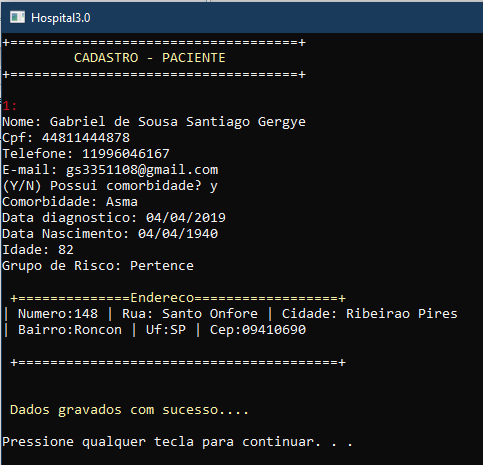 Hospital3.0
+===================================+
CADASTRO - PACIENTE
+===================================+
1:
Nome: Gabriel de Sousa Santiago Gergye
Cpf: 44811444878
Telefone: 11996046167
E-mail: gs3351108@gmail.com
(Y/N) Possui comorbidade? y
Comorbidade: Asma
Data diagnostico: 04/04/2019
Data Nascimento: 04/04/1940
Idade: 82
Grupo de Risco: Pertence
+==============Endereco==================+
| Numero:148 | Rua: Santo Onfore | Cidade: Ribeirao Pires
| Bairro:Roncon | Uf:SP | Cep:09410690
+========================================+
Dados gravados com sucesso....
Pressione qualquer tecla para continuar. . .